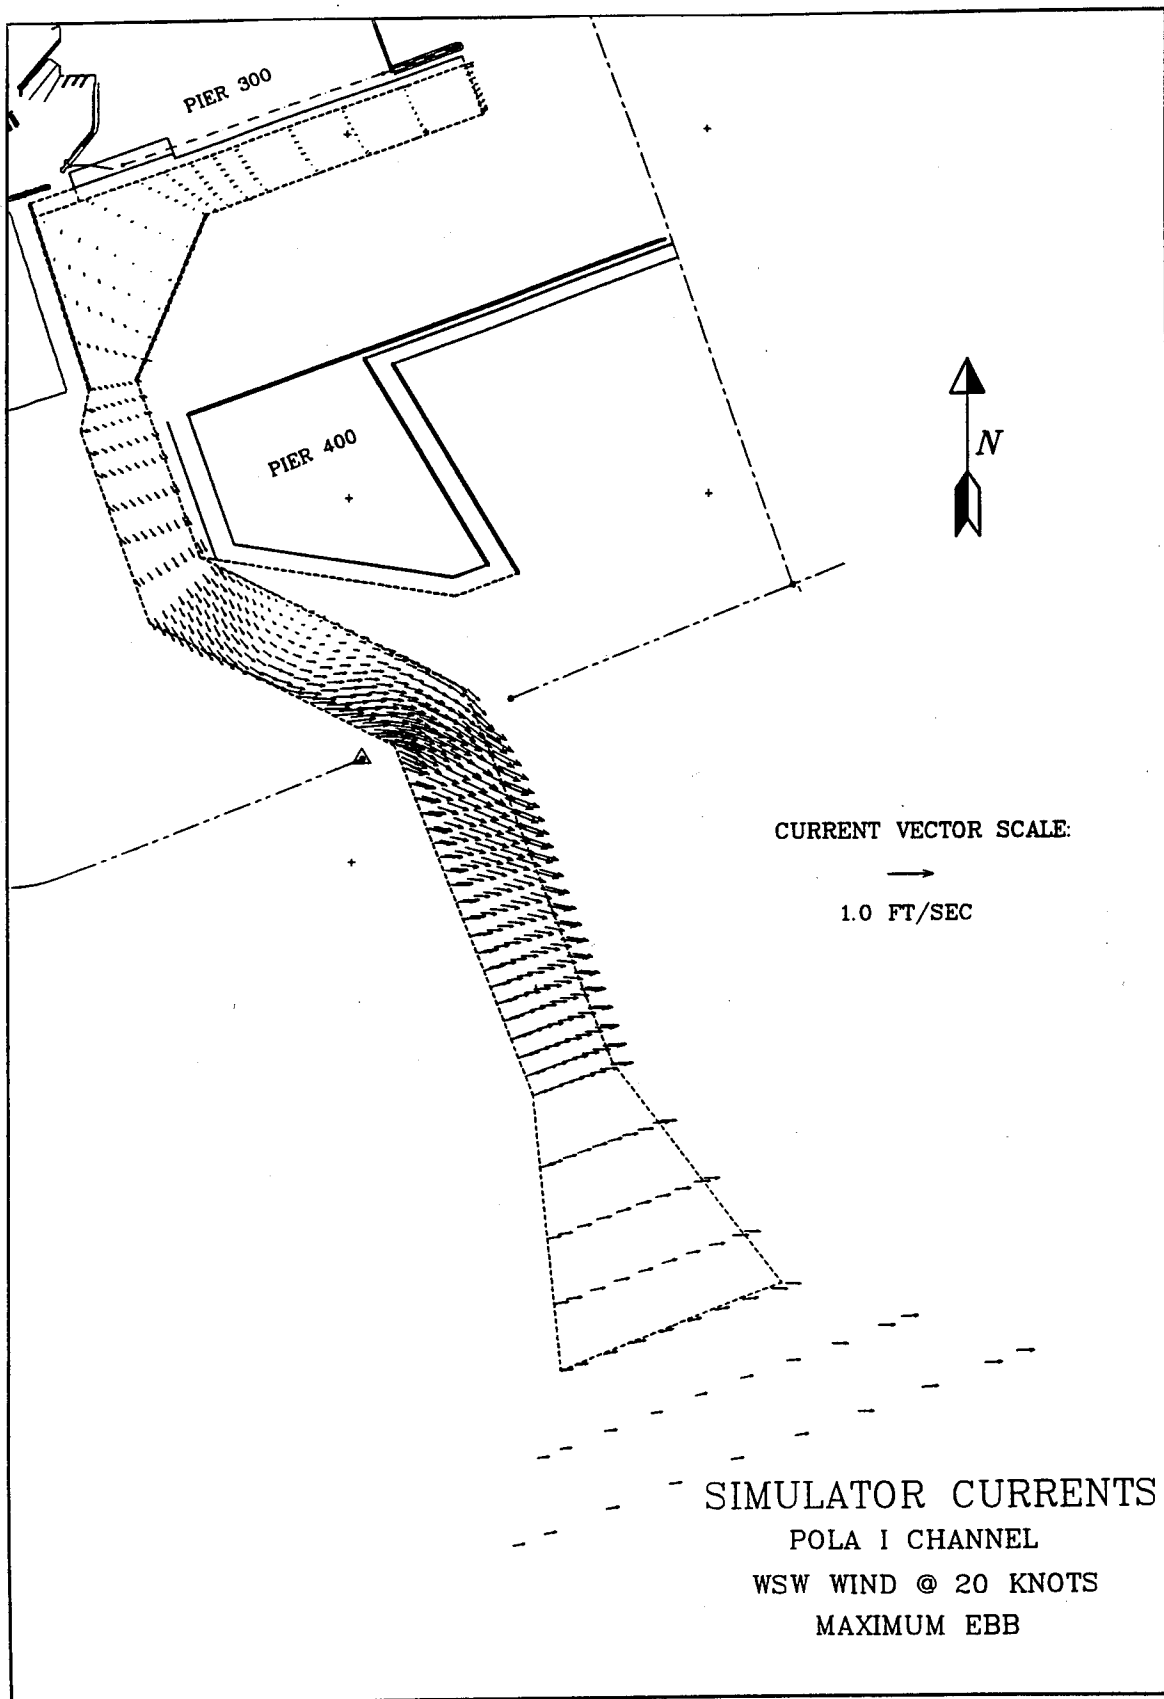 PIER 300
PIER 400
N
CURRENT VECTOR SCALE:
1.0 FT/SEC
SIMULATOR CURRENTS
POLA I CHANNEL
WSW WIND @ 20 KNOTS
MAXIMUM EBB